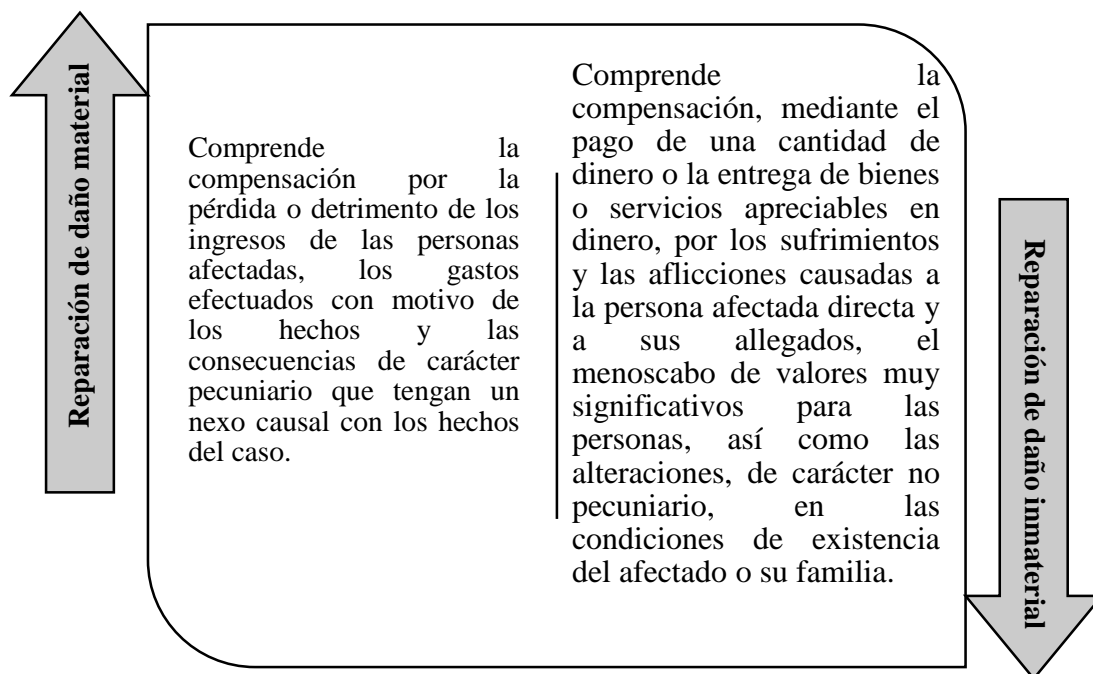 Reparación de daño material
Comprende la
compensación por la
pérdida o detrimento de los
ingresos de las personas
afectadas, los gastos
efectuados con motivo de
los hechos y las
consecuencias de carácter
pecuniario que tengan un
nexo causal con los hechos
del caso.
Comprende la
compensación, mediante el
pago de una cantidad de
dinero o la entrega de bienes
o servicios apreciables en
dinero, por los sufrimientos
y las aflicciones causadas a
la persona afectada directa y
a sus allegados, el
menoscabo de valores muy
significativos para las
personas, así como las
alteraciones, de carácter no
pecuniario, en las
condiciones de existencia
del afectado o su familia.
Reparación de daño inmaterial